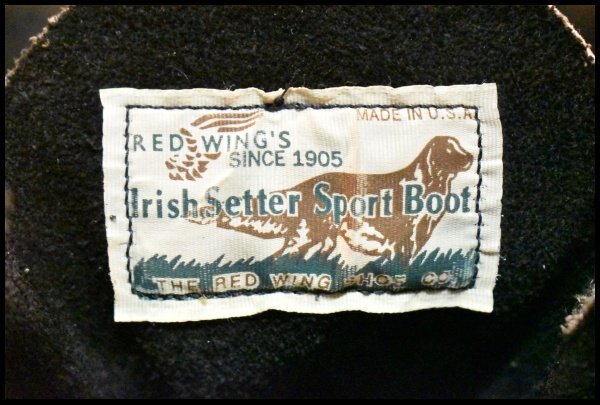 MADE IN U.S.A.
RED WING'S
SINCE 1905
Irish Setter Sport Boot
THE RED WING SHOE CO.